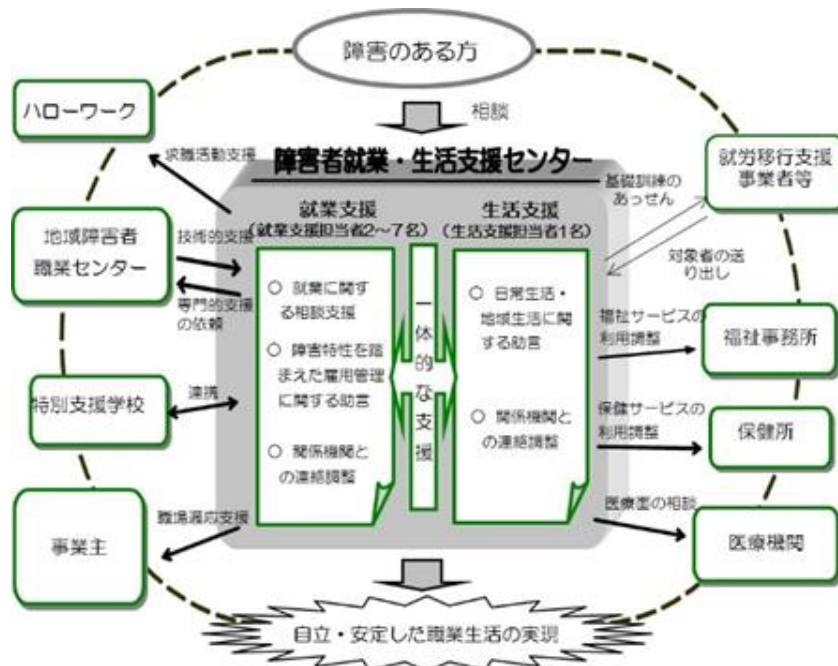 障害のある方
相談
ハローワーク
求職活動支援
地域障害者
職業センター
技術的支援
専門的支援
の依頼
特別支援学校
連携
事業主
職場適応支援
障害者就業・生活支援センター
就業支援
(就業支援担当者2〜7名)
○ 就業に関す
る相談支援
○ 障害特性を踏
まえた雇用管理
に関する助言
○ 関係機関と
の連絡調整
一体的な支援
生活支援
(生活支援担当者1名)
○ 日常生活・
地域生活に関
する助言
○ 関係機関と
の連絡調整
基礎訓練の
あっせん
就労移行支援
事業者等
対象者の送
り出し
福祉サービスの
利用調整
福祉事務所
保健サービスの
利用調整
保健所
医療面の相談
医療機関
自立・安定した職業生活の実現